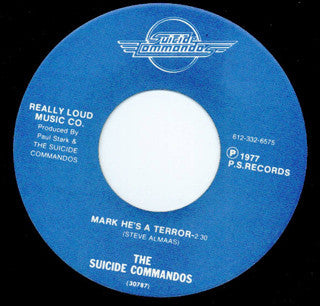 Suicide
Commandos
REALLY LOUD
MUSIC CO.
Produced By
Paul Stark &
THE SUICIDE
COMMANDOS
612-332-6575
Ⓟ 1977
P.S.RECORDS
MARK HE'S A TERROR-2:30
(STEVE ALMAAS)
THE
SUICIDE COMMANDOS
(30787)